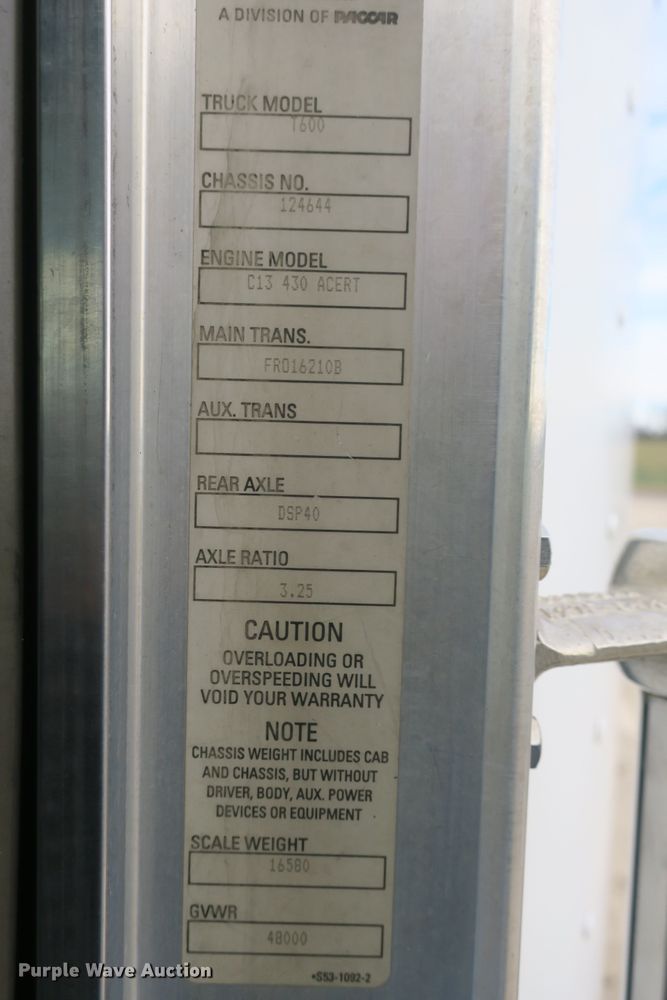 A DIVISION OF PACCAR
TRUCK MODEL
T600
CHASSIS NO.
124644
ENGINE MODEL
C13 430 ACERT
MAIN TRANS.
FRO16210B
AUX. TRANS
REAR AXLE
DSP40
AXLE RATIO
3.25
CAUTION
OVERLOADING OR
OVERSPEEDING WILL
VOID YOUR WARRANTY
NOTE
CHASSIS WEIGHT INCLUDES CAB
AND CHASSIS, BUT WITHOUT
DRIVER, BODY, AUX. POWER
DEVICES OR EQUIPMENT
SCALE WEIGHT
16580
GVWR
48000
•S53-1092-2
Purple Wave Auction